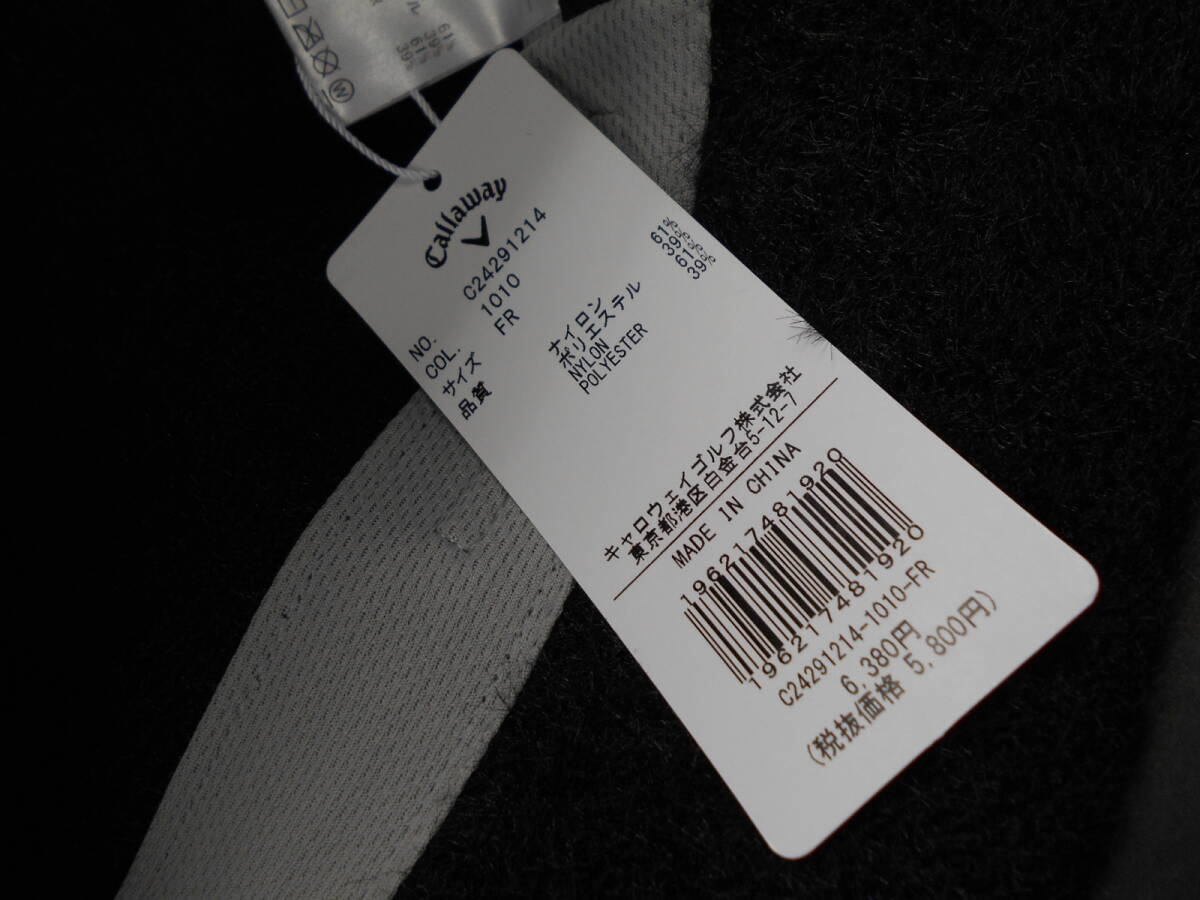 Callaway
NO. C24291214
COL. 1010
サイズ FR
品質 ナイロン 61%
ポリエステル 39%
NYLON 61%
POLYESTER 39%
キャロウェイゴルフ株式会社
東京都港区白金台5-12-7
MADE IN CHINA
196217481920
196217481920
C24291214-1010-FR
6,380円
(税抜価格 5,800円)